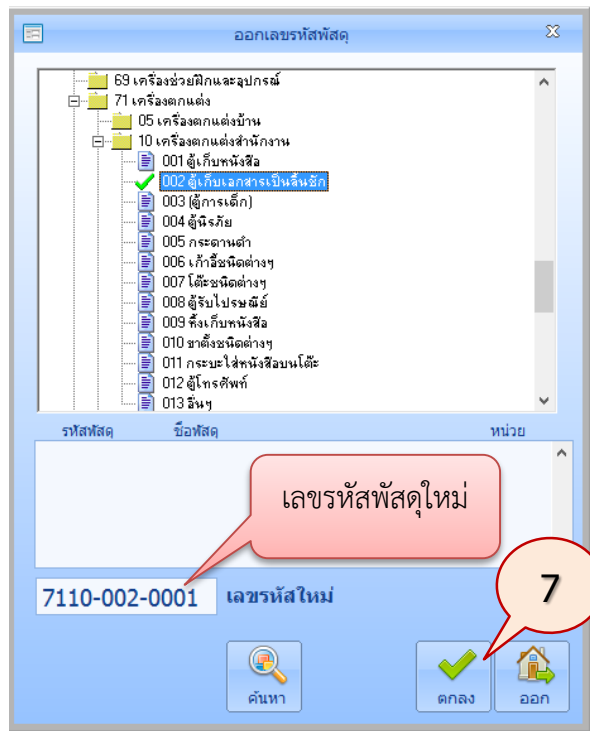 ออกเลขรหัสพัสดุ
69 เครื่องช่วยฝึกและอุปกรณ์
71 เครื่องตกแต่ง
05 เครื่องตกแต่งบ้าน
10 เครื่องตกแต่งสำนักงาน
001 ตู้เก็บหนังสือ
002 ตู้เก็บเอกสารเป็นลิ้นชัก
003 (ตู้การเด็ก)
004 ตู้นิรภัย
005 กระดานดำ
006 เก้าอี้ชนิดต่างๆ
007 โต๊ะชนิดต่างๆ
008 ตู้รับไปรษณีย์
009 หิ้งเก็บหนังสือ
010 ขาตั้งชนิดต่างๆ
011 กระบะใส่หนังสือบนโต๊ะ
012 ตู้โทรศัพท์
013 อื่นๆ
รหัสพัสดุ ชื่อพัสดุ หน่วย
เลขรหัสพัสดุใหม่
7110-002-0001 เลขรหัสใหม่
7
ค้นหา ตกลง ออก